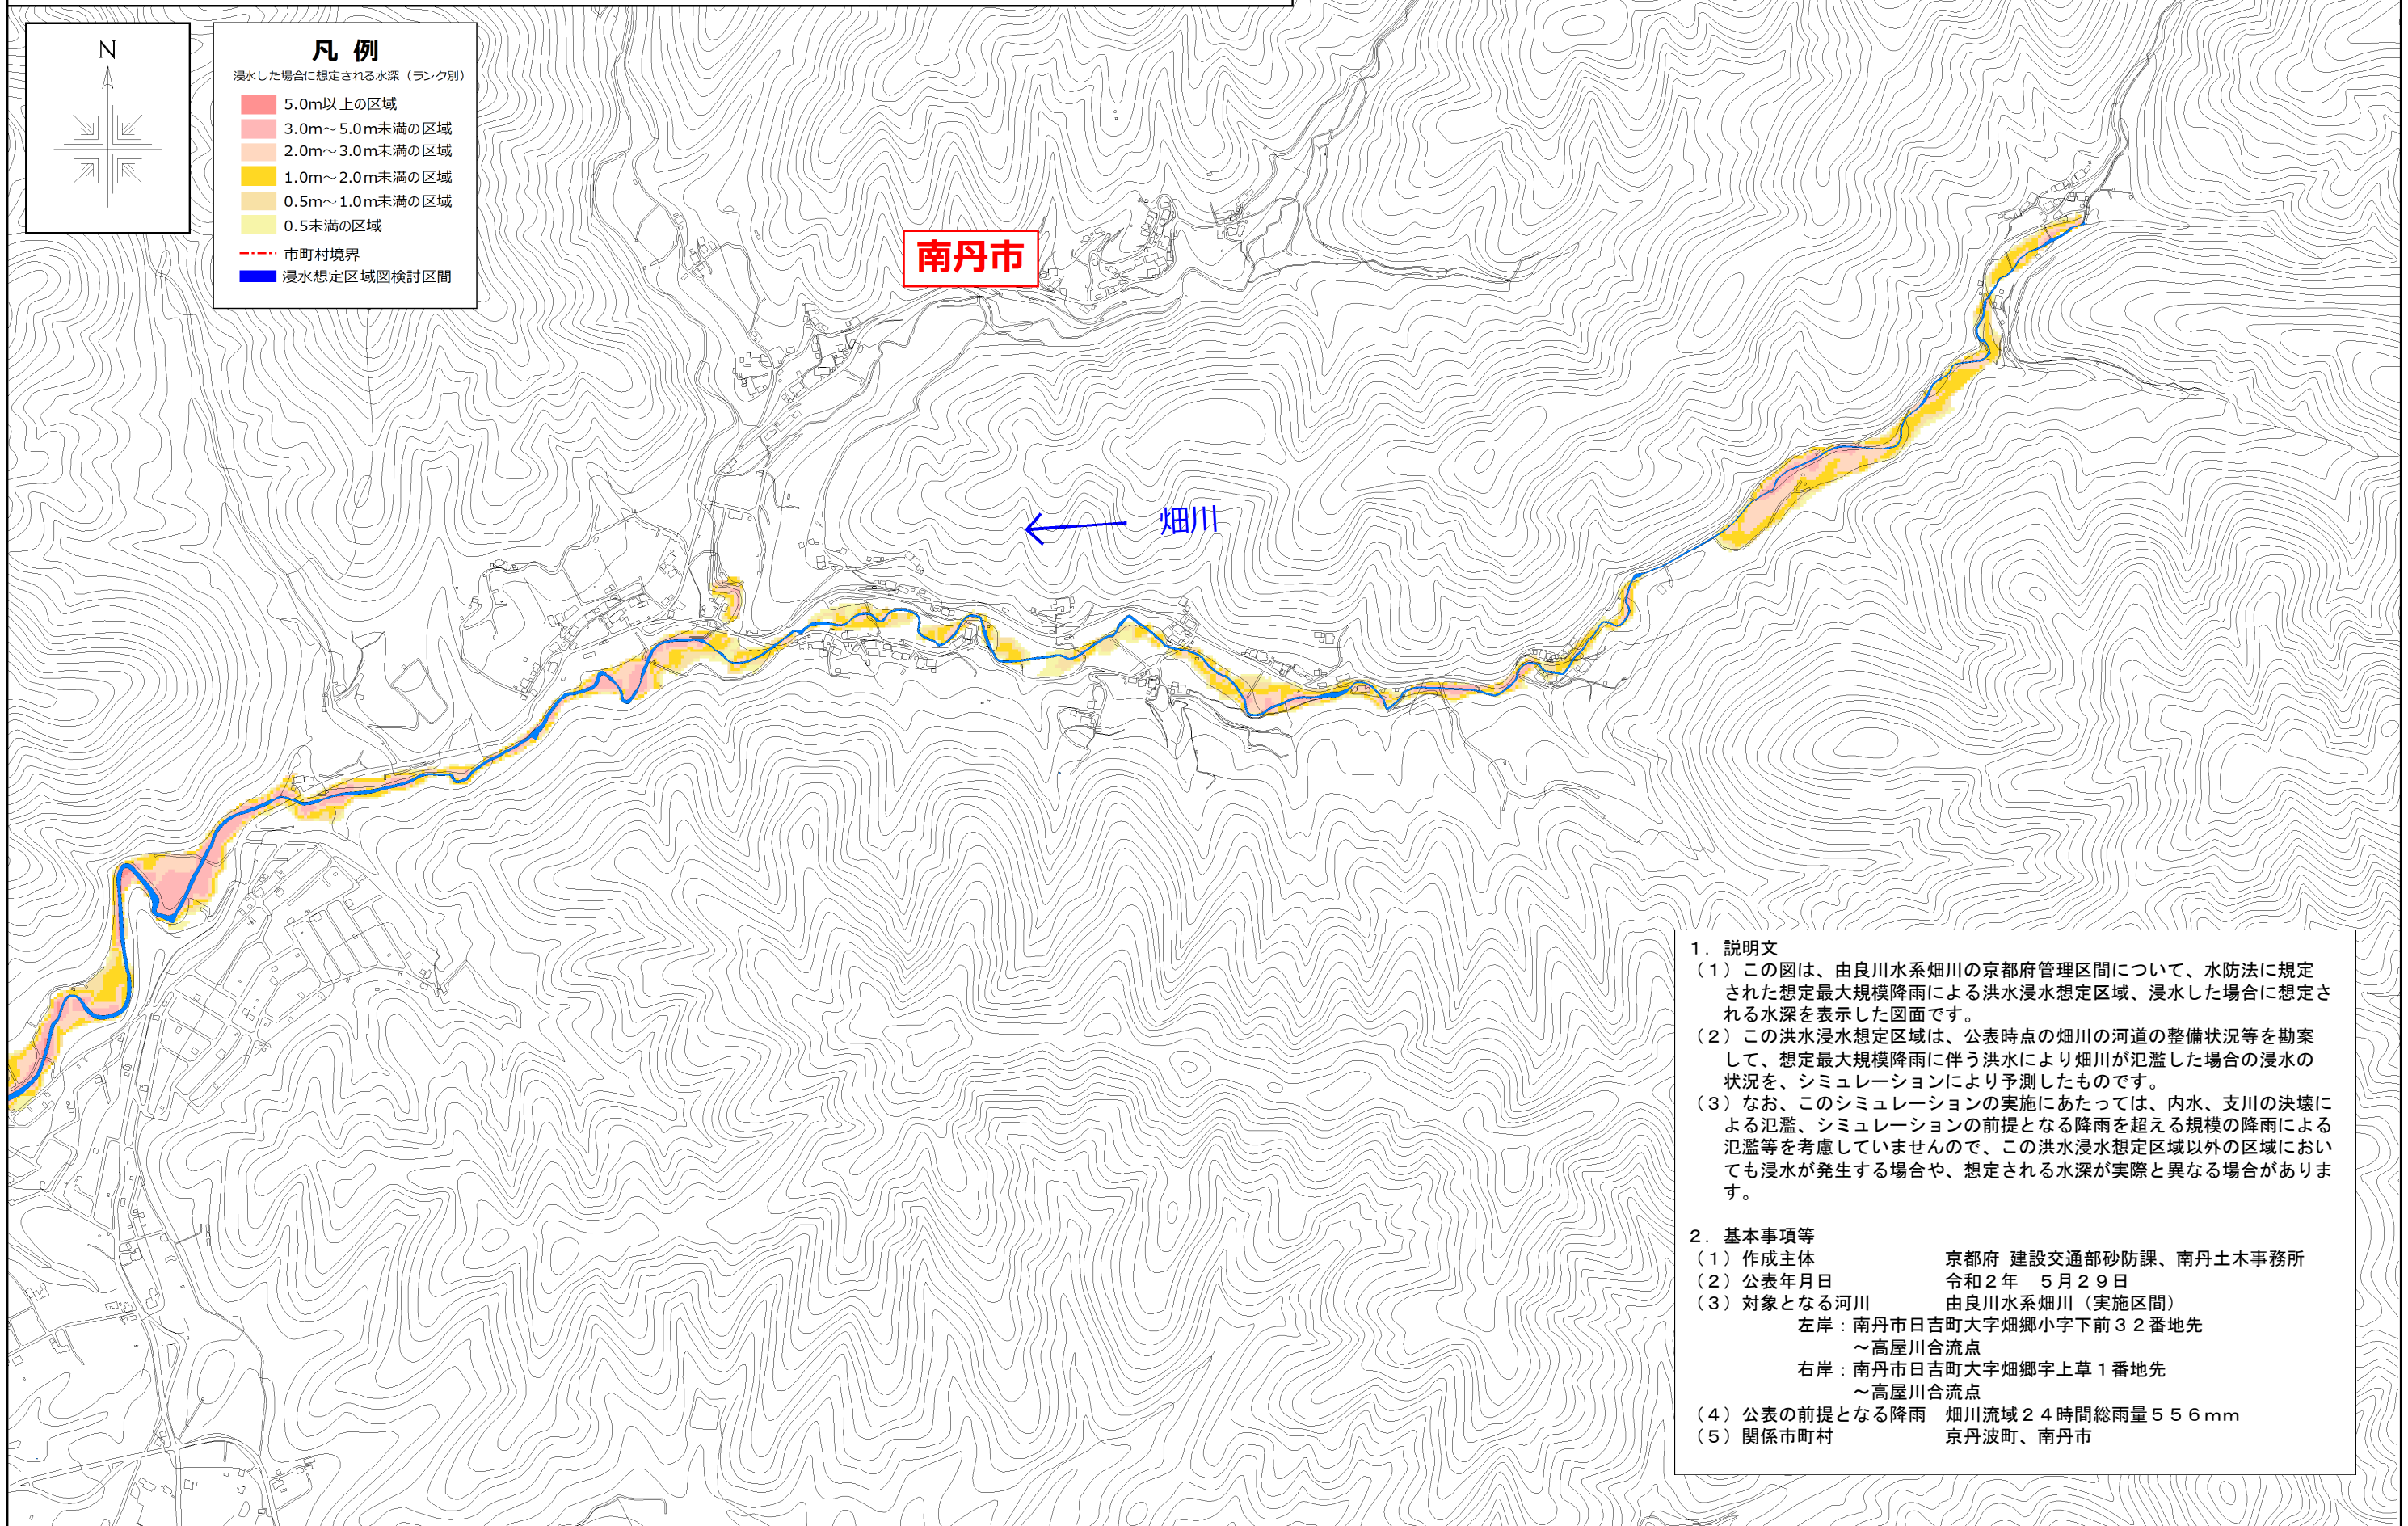 N
凡 例
浸水した場合に想定される水深（ランク別）
5.0m以上の区域
3.0m～5.0m未満の区域
2.0m～3.0m未満の区域
1.0m～2.0m未満の区域
0.5m～1.0m未満の区域
0.5未満の区域
市町村境界
浸水想定区域図検討区間
南丹市
畑川
１．説明文
（１）この図は、由良川水系畑川の京都府管理区間について、水防法に規定
された想定最大規模降雨による洪水浸水想定区域、浸水した場合に想定さ
れる水深を表示した図面です。
（２）この洪水浸水想定区域は、公表時点の畑川の河道の整備状況等を勘案
して、想定最大規模降雨に伴う洪水により畑川が氾濫した場合の浸水の
状況を、シミュレーションにより予測したものです。
（３）なお、このシミュレーションの実施にあたっては、内水、支川の決壊に
よる氾濫、シミュレーションの前提となる降雨を超える規模の降雨による
氾濫等を考慮していませんので、この洪水浸水想定区域以外の区域におい
ても浸水が発生する場合や、想定される水深が実際と異なる場合がありま
す。
２．基本事項等
（１）作成主体　京都府 建設交通部砂防課、南丹土木事務所
（２）公表年月日　令和２年　５月２９日
（３）対象となる河川　由良川水系畑川（実施区間）
左岸：南丹市日吉町大字畑郷小字下前３２番地先
～高屋川合流点
右岸：南丹市日吉町大字畑郷字上草１番地先
～高屋川合流点
（４）公表の前提となる降雨　畑川流域２４時間総雨量５５６mm
（５）関係市町村　京丹波町、南丹市